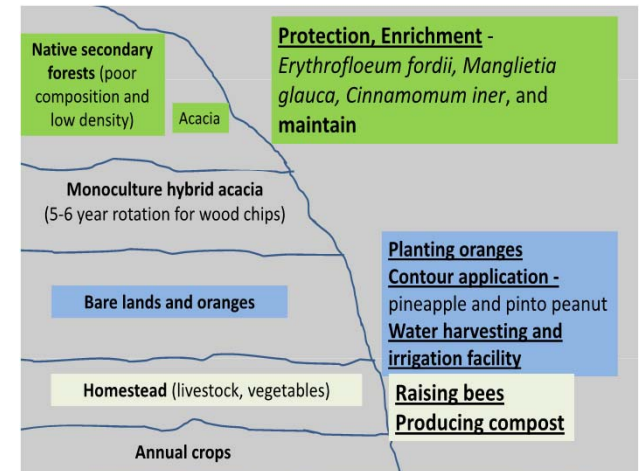 Native secondary
forests (poor
composition and
low density)
Acacia
Protection, Enrichment -
Erythrofloeum fordii, Manglietia
glauca, Cinnamomum iner, and
maintain
Monoculture hybrid acacia
(5-6 year rotation for wood chips)
Bare lands and oranges
Planting oranges
Contour application -
pineapple and pinto peanut
Water harvesting and
irrigation facility
Homestead (livestock, vegetables)
Raising bees
Producing compost
Annual crops